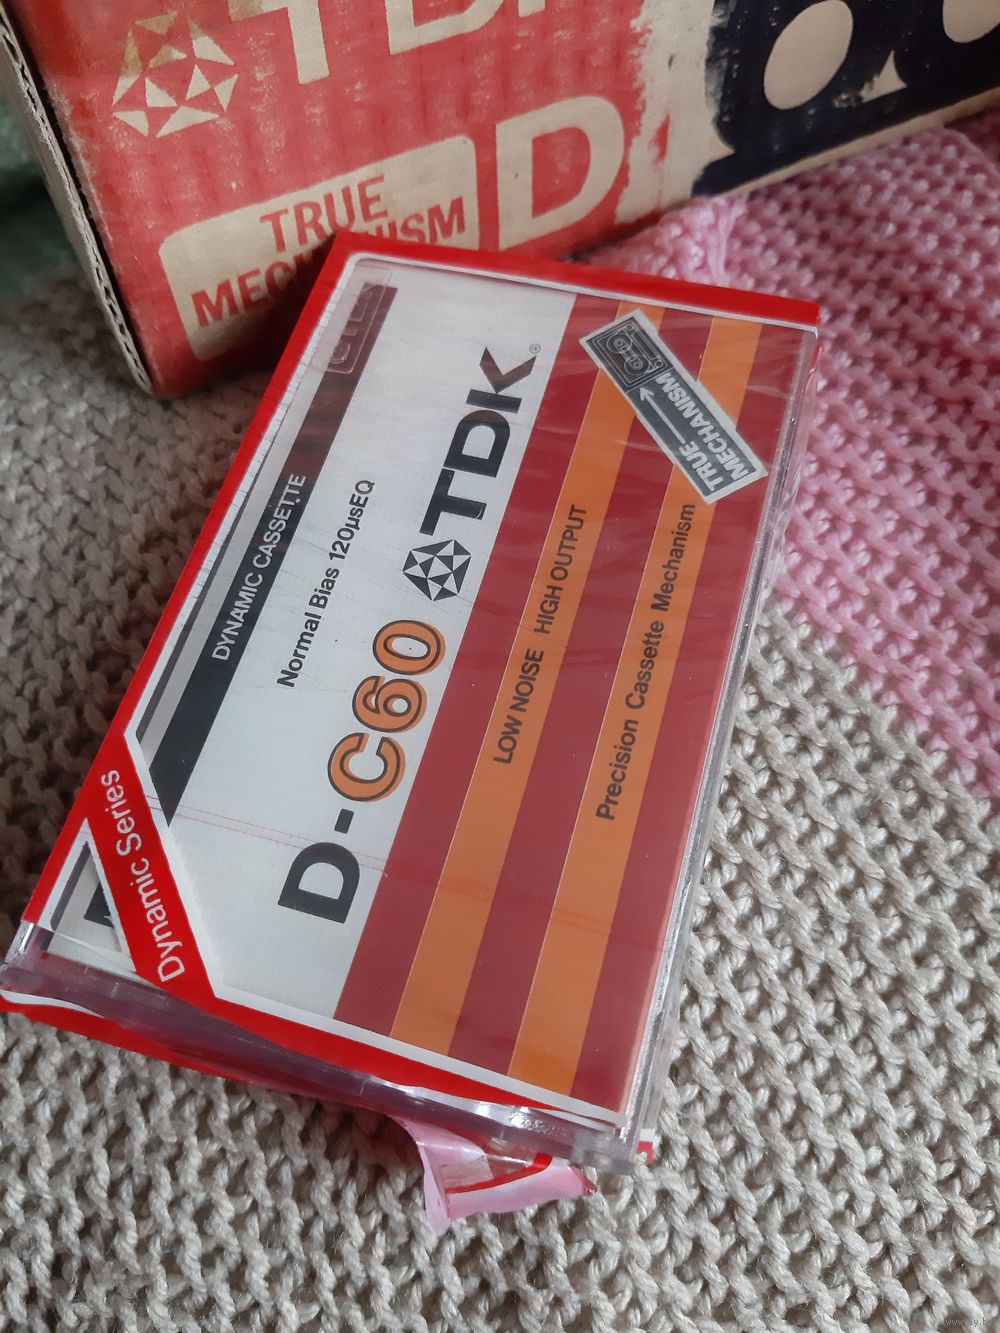 TDK
TRUE
MECHANISM
D
DYNAMIC CASSETTE
Normal Bias 120µsEQ
D-C60 TDK®
LOW NOISE HIGH OUTPUT
Precision Cassette Mechanism
TRUE
MECHANISM
Dynamic Series